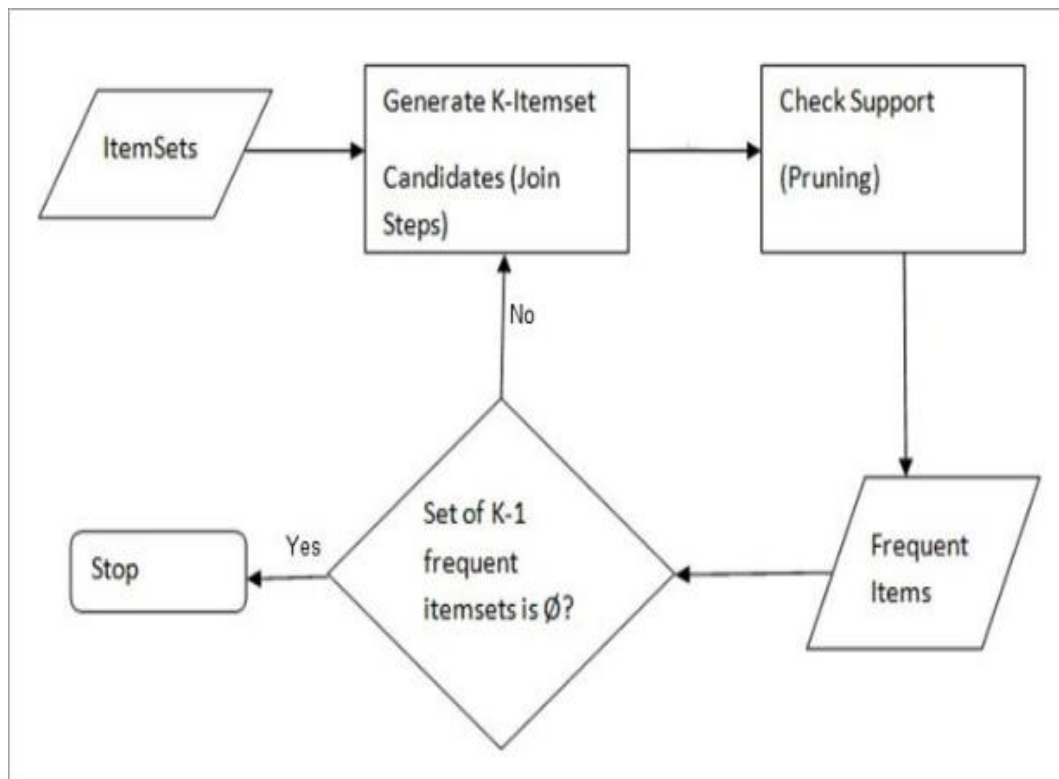 ItemSets
Generate K-Itemset
Candidates (Join
Steps)
Check Support
(Pruning)
No
Set of K-1
frequent
itemsets is Ø?
Yes
Stop
Frequent
Items